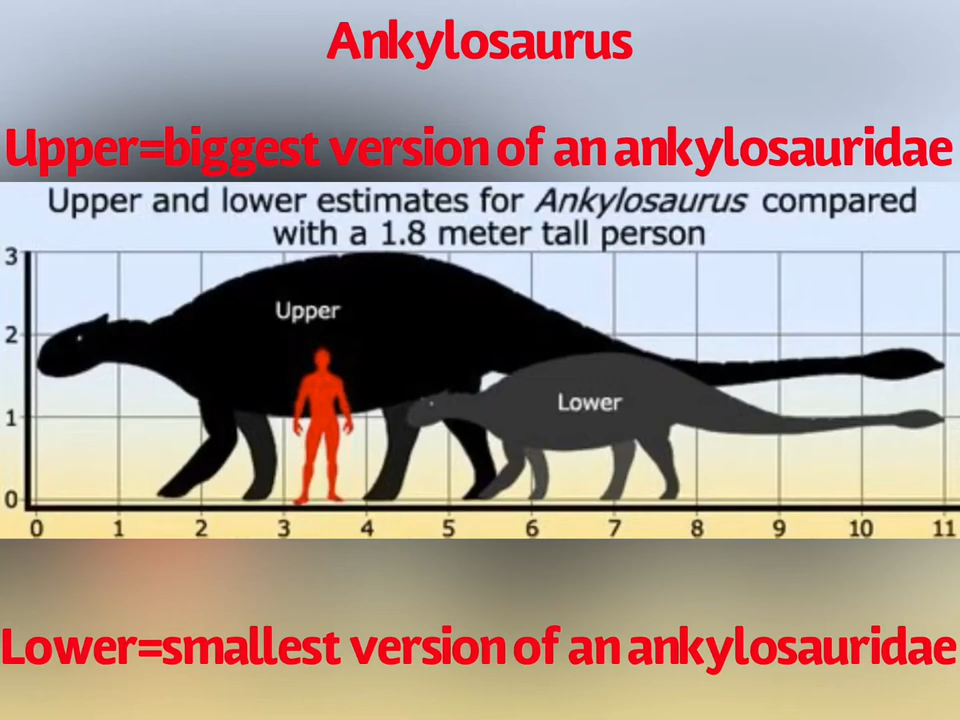 Ankylosaurus
Upper=biggest version of an ankylosauridae
Upper and lower estimates for Ankylosaurus compared
with a 1.8 meter tall person
3
Upper
2
Lower
1
0
0 1 2 3 4 5 6 7 8 9 10 11
Lower=smallest version of an ankylosauridae